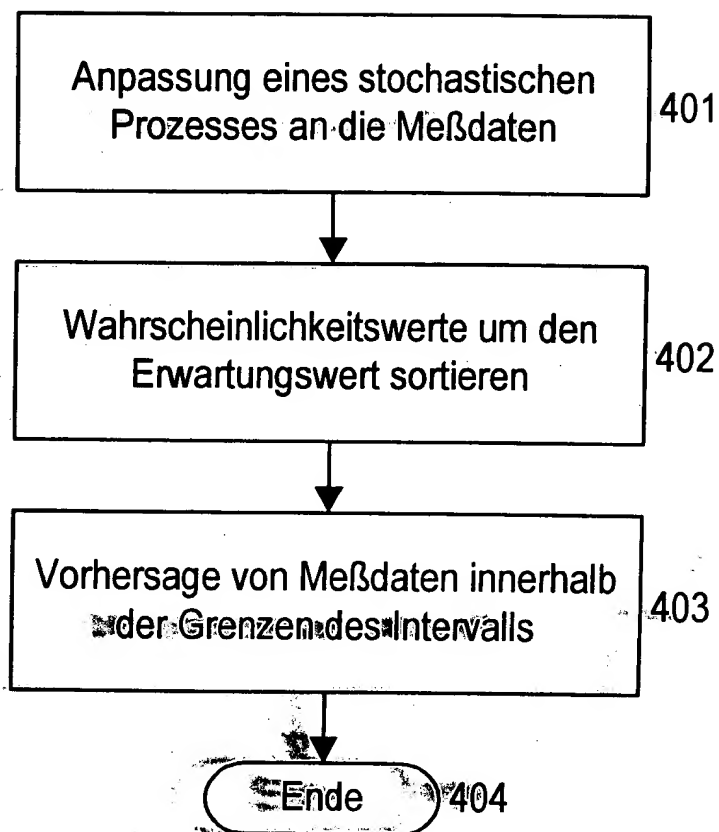 Anpassung eines stochastischen
Prozesses an die Meßdaten
401
Wahrscheinlichkeitswerte um den
Erwartungswert sortieren
402
Vorhersage von Meßdaten innerhalb
der Grenzen des Intervalls
403
Ende
404